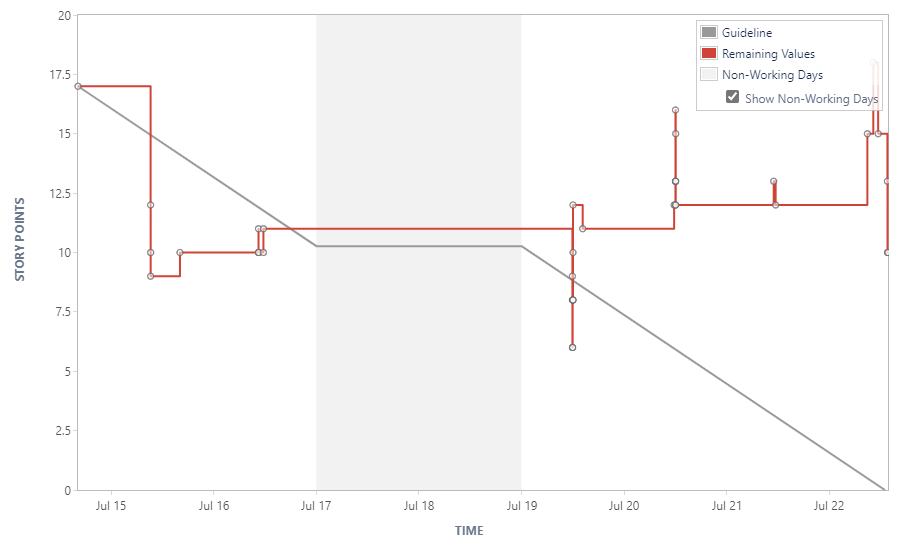 20
17.5
15
12.5
10
7.5
5
2.5
0
STORY POINTS
Guideline
Remaining Values
Non-Working Days
Show Non-Working Days
Jul 15 Jul 16 Jul 17 Jul 18 Jul 19 Jul 20 Jul 21 Jul 22
TIME